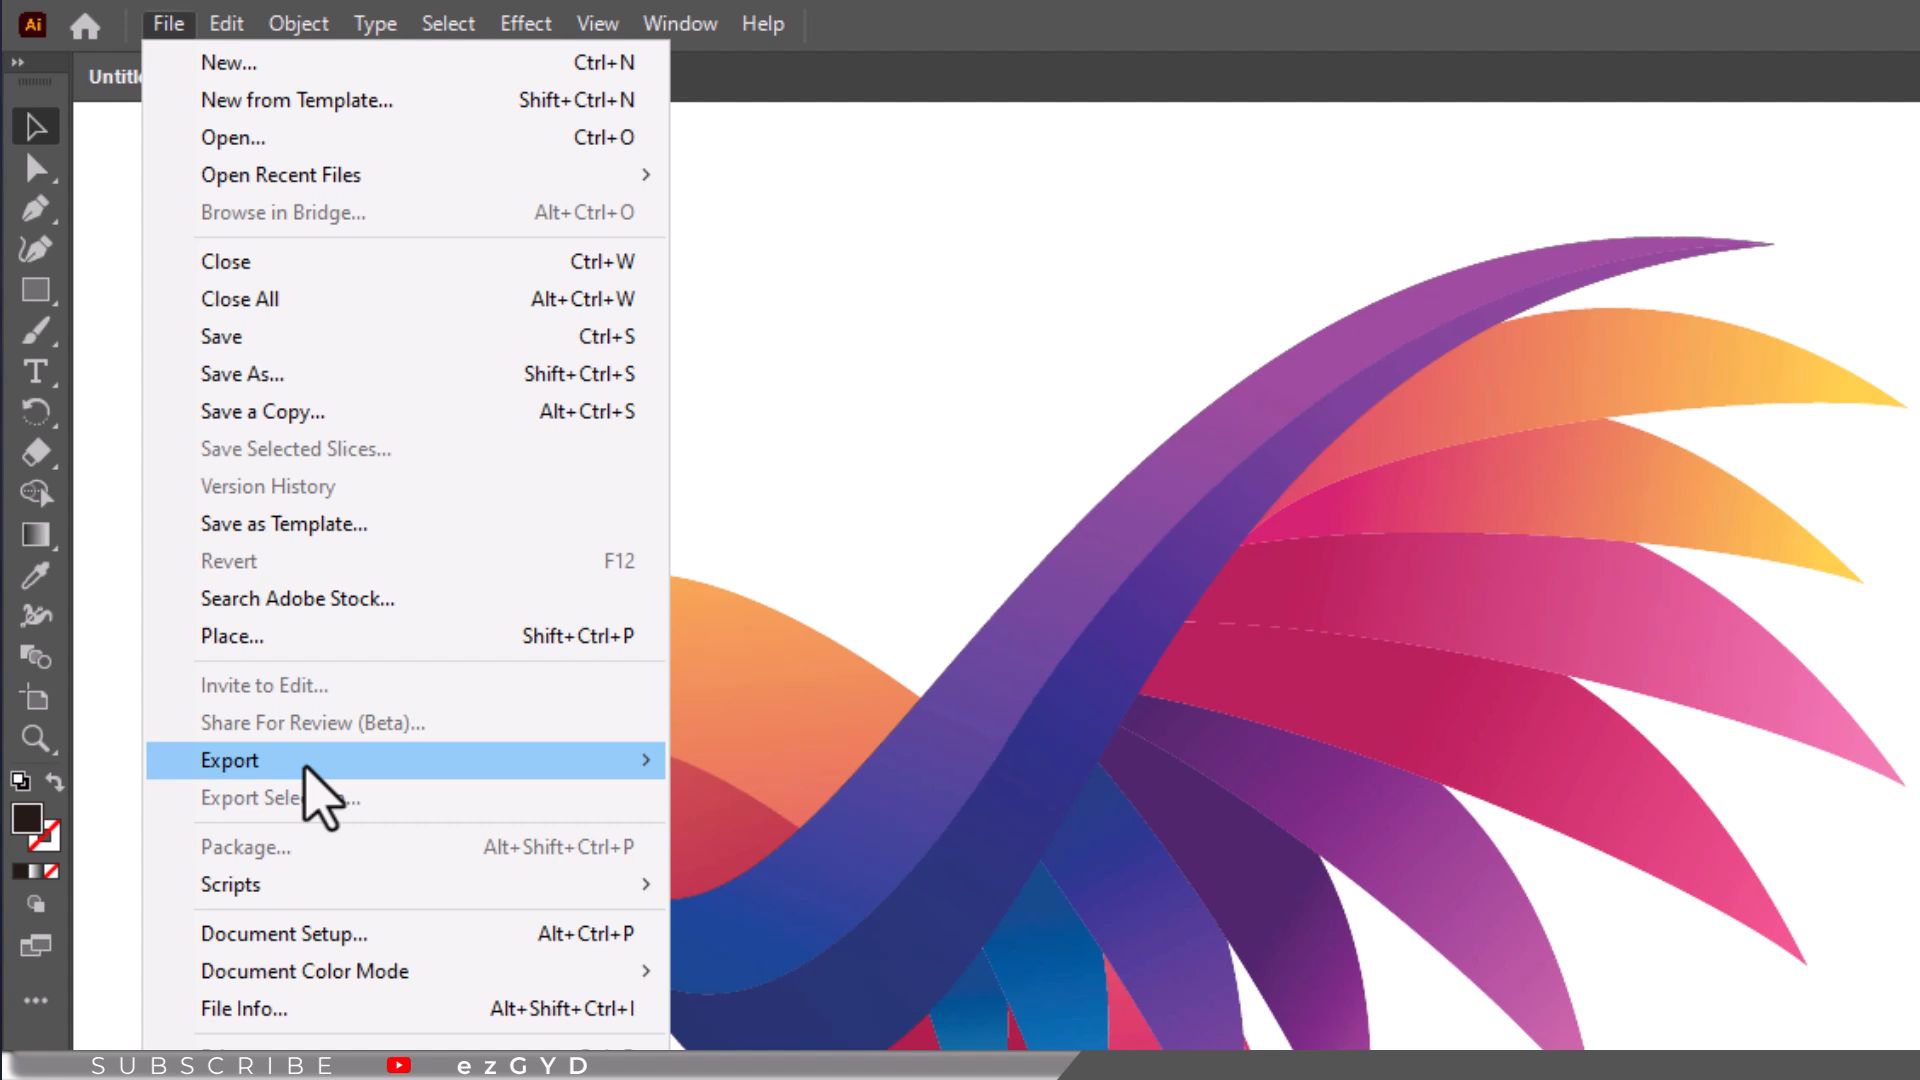 Ai File Edit Object Type Select Effect View Window Help
Untitl
New... Ctrl+N
New from Template... Shift+Ctrl+N
Open... Ctrl+O
Open Recent Files
Browse in Bridge... Alt+Ctrl+O
Close Ctrl+W
Close All Alt+Ctrl+W
Save Ctrl+S
Save As... Shift+Ctrl+S
Save a Copy... Alt+Ctrl+S
Save Selected Slices...
Version History
Save as Template...
Revert F12
Search Adobe Stock...
Place... Shift+Ctrl+P
Invite to Edit...
Share For Review (Beta)...
Export
Export Sele ...
Package... Alt+Shift+Ctrl+P
Scripts
Document Setup... Alt+Ctrl+P
Document Color Mode
File Info... Alt+Shift+Ctrl+I
SUBSCRIBE ezGYD